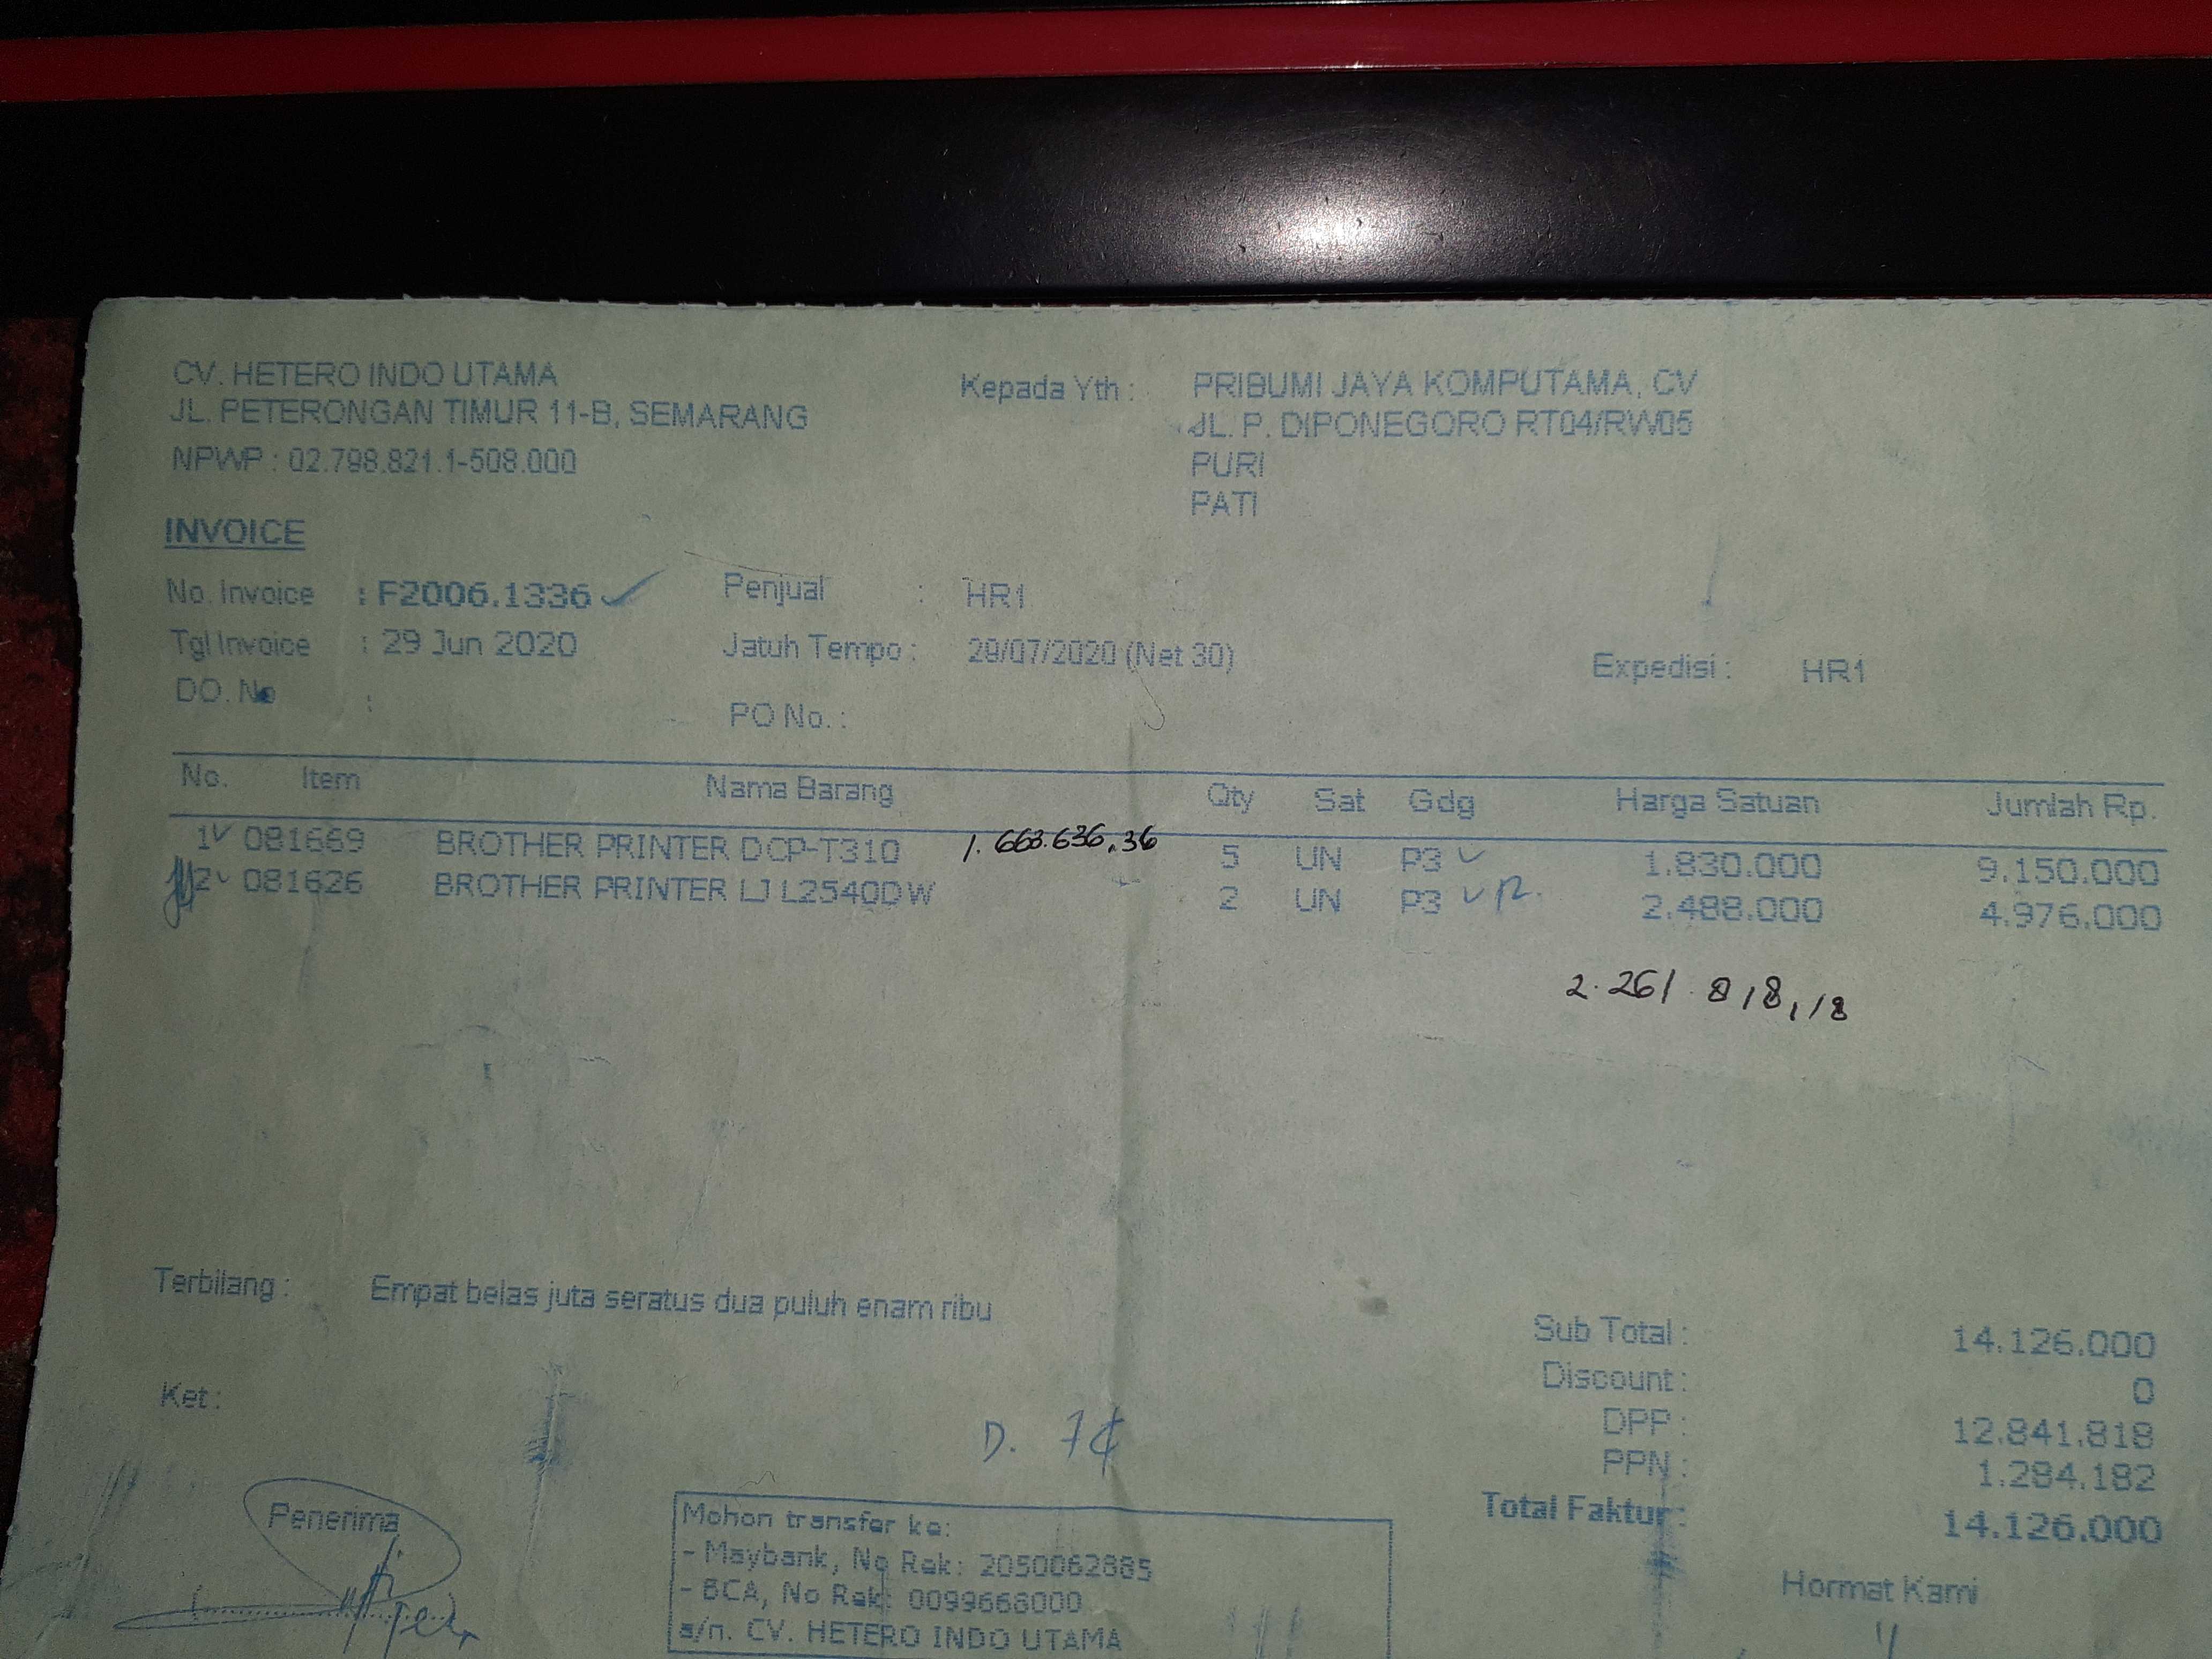 CV. HETERO INDO UTAMA
JL. PETERONGAN TIMUR 11-B, SEMARANG
NPWP : 02.798.821.1-508.000
Kepada Yth : PRIBUMI JAYA KOMPUTAMA, CV
JL. P. DIPONEGORO RT04/RW05
PURI
PATI
INVOICE
No. Invoice : F2006.1336 Penjual : HR1
Tgl Invoice : 29 Jun 2020 Jatuh Tempo : 29/07/2020 (Net 30) Expedisi : HR1
DO. No : PO No. :
No. Item Nama Barang Qty Sat Gdg Harga Satuan Jumlah Rp.
1 081669 BROTHER PRINTER DCP-T310 1.663.636,36 5 UN P3 1.830.000 9.150.000
2 081626 BROTHER PRINTER LJ L2540DW 2 UN P3 2.488.000 4.976.000
2.261.818,18
Terbilang : Empat belas juta seratus dua puluh enam ribu
Sub Total : 14.126.000
Discount : 0
Ket :
DPP : 12.841.818
PPN : 1.284.182
Total Faktur : 14.126.000
D.
Penerima
Mohon transfer ke:
- Maybank, No Rek: 2050062885
- BCA, No Rek: 0099668000
a/n. CV. HETERO INDO UTAMA
Hormat Kami